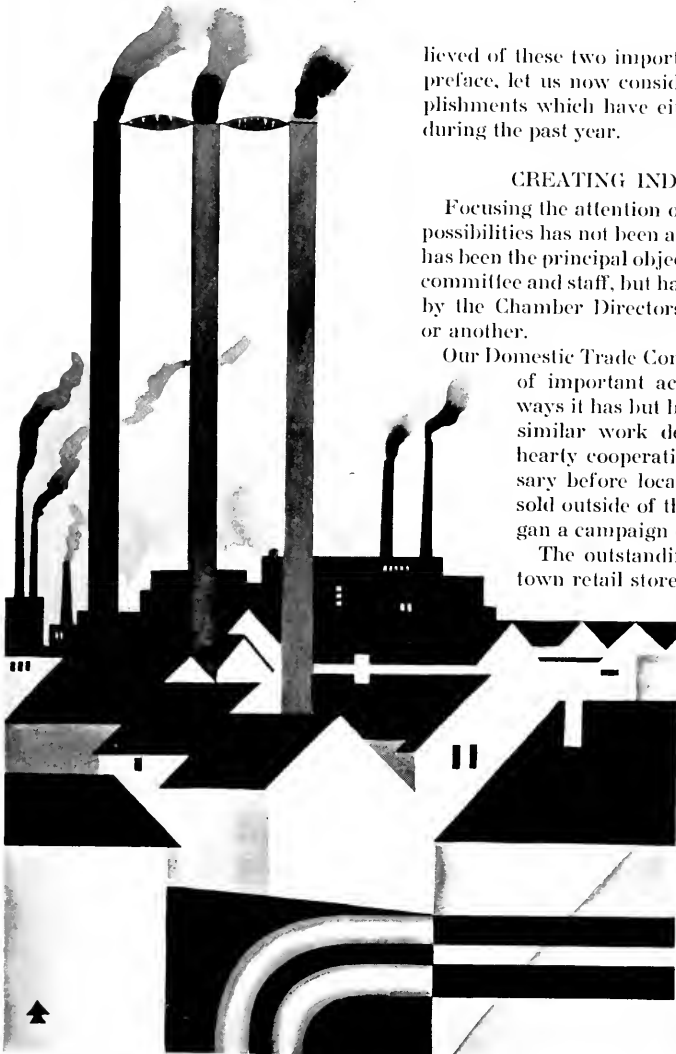 lieved of these two import
preface, let us now consid
plishments which have ei
during the past year.
CREATING IND
Focusing the attention o
possibilities has not been a
has been the principal objec
committee and staff, but ha
by the Chamber Directors
or another.
Our Domestic Trade Con
of important ac
ways it has but l
similar work de
hearty cooperati
sary before loca
sold outside of th
gan a campaign
The outstandi
town retail store